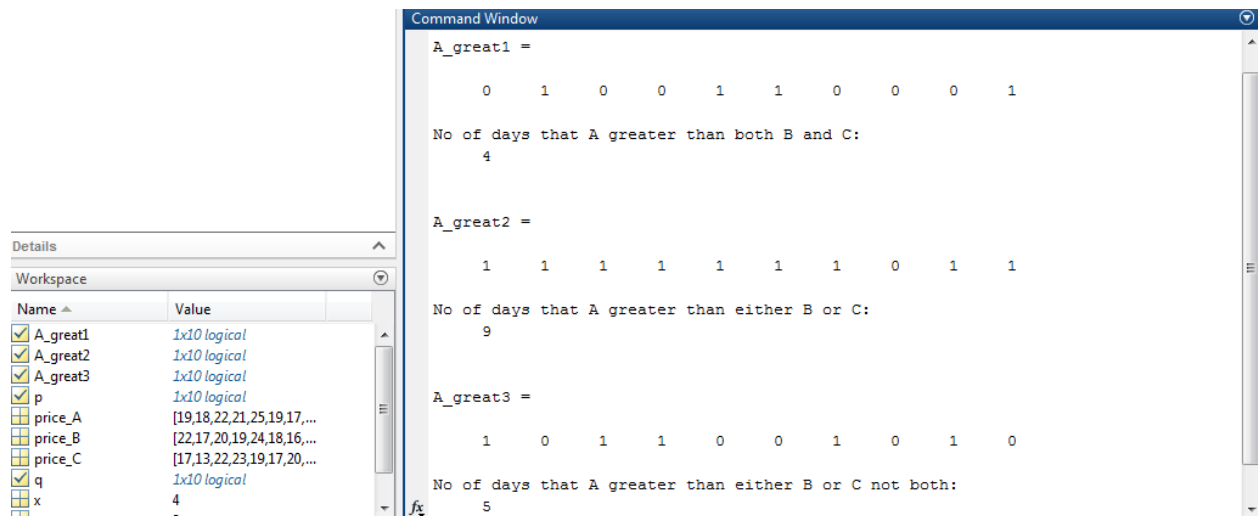 Command Window
A_great1 =
0 1 0 0 1 1 0 0 0 1
No of days that A greater than both B and C:
4
A_great2 =
1 1 1 1 1 1 1 0 1 1
No of days that A greater than either B or C:
9
A_great3 =
1 0 1 1 0 0 1 0 1 0
No of days that A greater than either B or C not both:
fx 5
Details
Workspace
Name Value
A_great1 1x10 logical
A_great2 1x10 logical
A_great3 1x10 logical
p 1x10 logical
price_A [19,18,22,21,25,19,17,...
price_B [22,17,20,19,24,18,16,...
price_C [17,13,22,23,19,17,20,...
q 1x10 logical
x 4